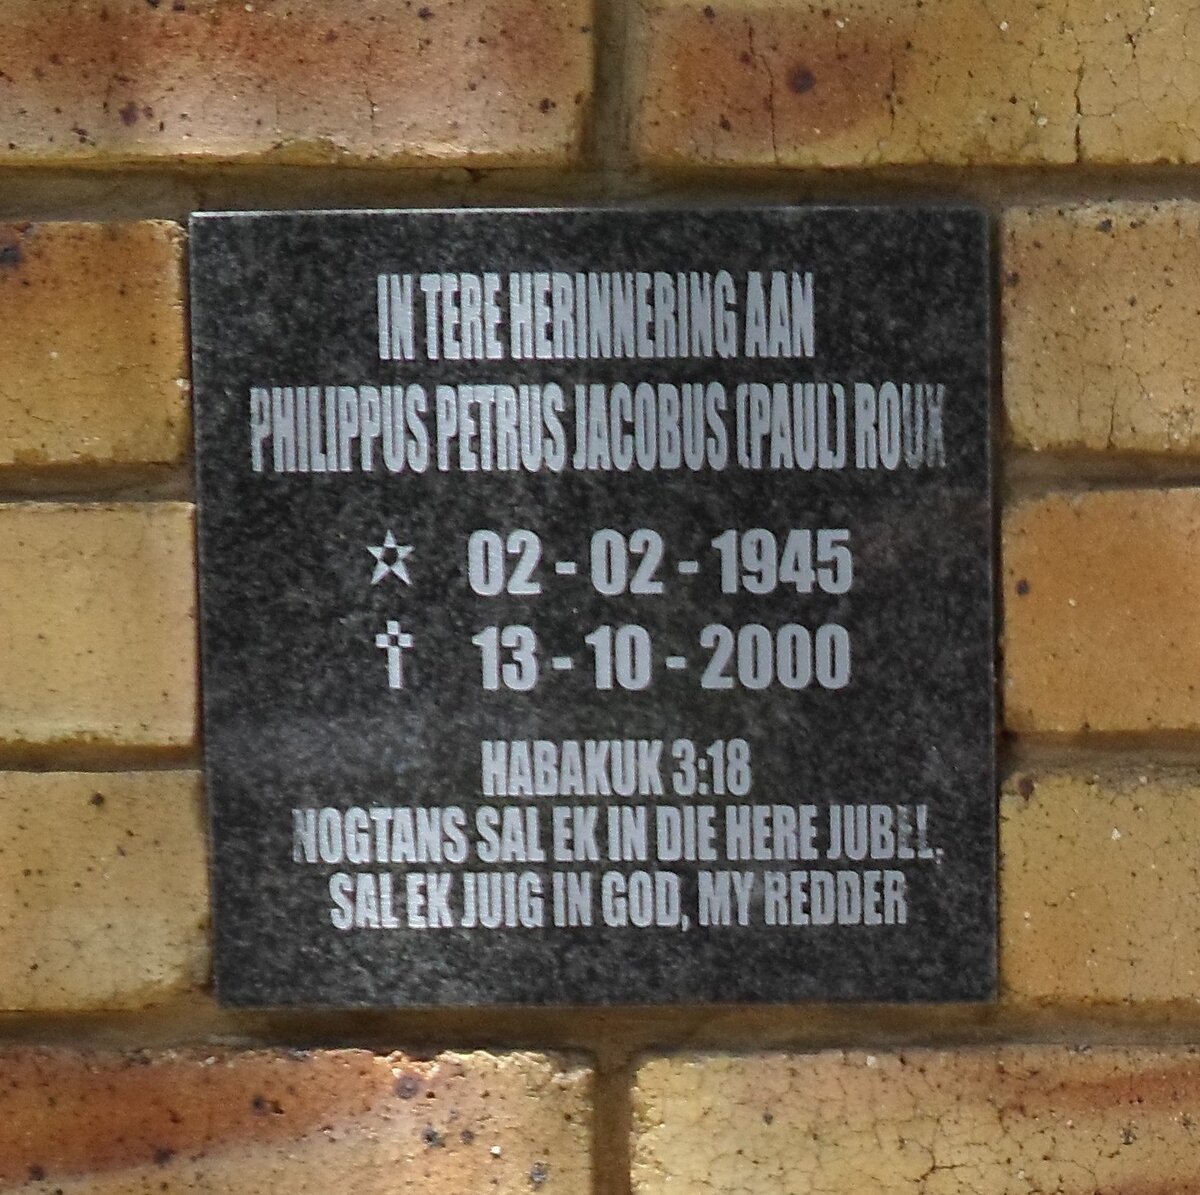 IN TERE HERINNERING AAN
PHILIPPUS PETRUS JACOBUS (PAUL) ROUX
☆ 02 - 02 - 1945
✝ 13 - 10 - 2000
HABAKUK 3:18
NOGTANS SAL EK IN DIE HERE JUBEL,
SAL EK JUIG IN GOD, MY REDDER